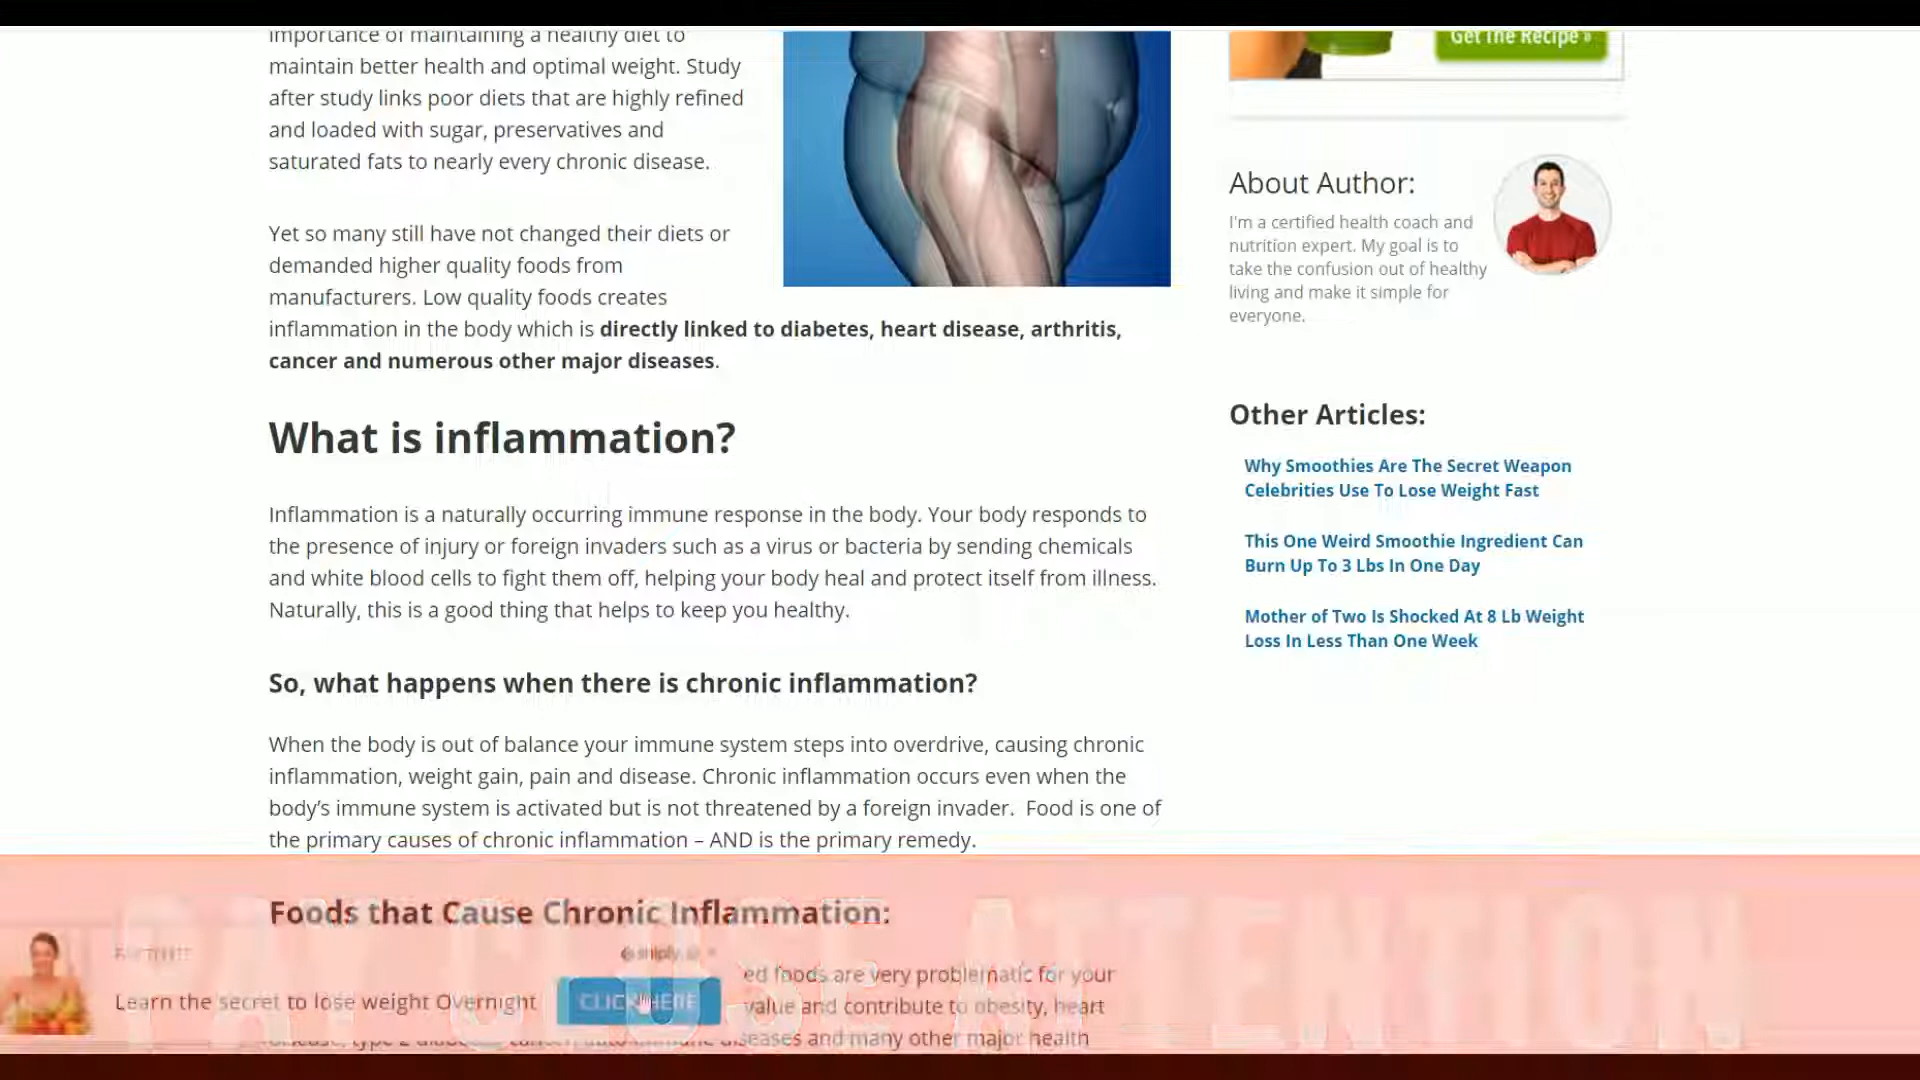 importance of maintaining a healthy diet to
maintain better health and optimal weight. Study
after study links poor diets that are highly refined
and loaded with sugar, preservatives and
saturated fats to nearly every chronic disease.
Yet so many still have not changed their diets or
demanded higher quality foods from
manufacturers. Low quality foods creates
inflammation in the body which is directly linked to diabetes, heart disease, arthritis,
cancer and numerous other major diseases.
What is inflammation?
Inflammation is a naturally occurring immune response in the body. Your body responds to
the presence of injury or foreign invaders such as a virus or bacteria by sending chemicals
and white blood cells to fight them off, helping your body heal and protect itself from illness.
Naturally, this is a good thing that helps to keep you healthy.
So, what happens when there is chronic inflammation?
When the body is out of balance your immune system steps into overdrive, causing chronic
inflammation, weight gain, pain and disease. Chronic inflammation occurs even when the
body's immune system is activated but is not threatened by a foreign invader. Food is one of
the primary causes of chronic inflammation – AND is the primary remedy.
Foods that Cause Chronic Inflammation:
ed foods are very problematic for your
value and contribute to obesity, heart
diseases and many other major health
PAY CLOSE ATTENTION
sniply
Learn the secret to lose weight Overnight
CLICK HERE
Get The Recipe »
About Author:
I'm a certified health coach and
nutrition expert. My goal is to
take the confusion out of healthy
living and make it simple for
everyone.
Other Articles:
Why Smoothies Are The Secret Weapon
Celebrities Use To Lose Weight Fast
This One Weird Smoothie Ingredient Can
Burn Up To 3 Lbs In One Day
Mother of Two Is Shocked At 8 Lb Weight
Loss In Less Than One Week